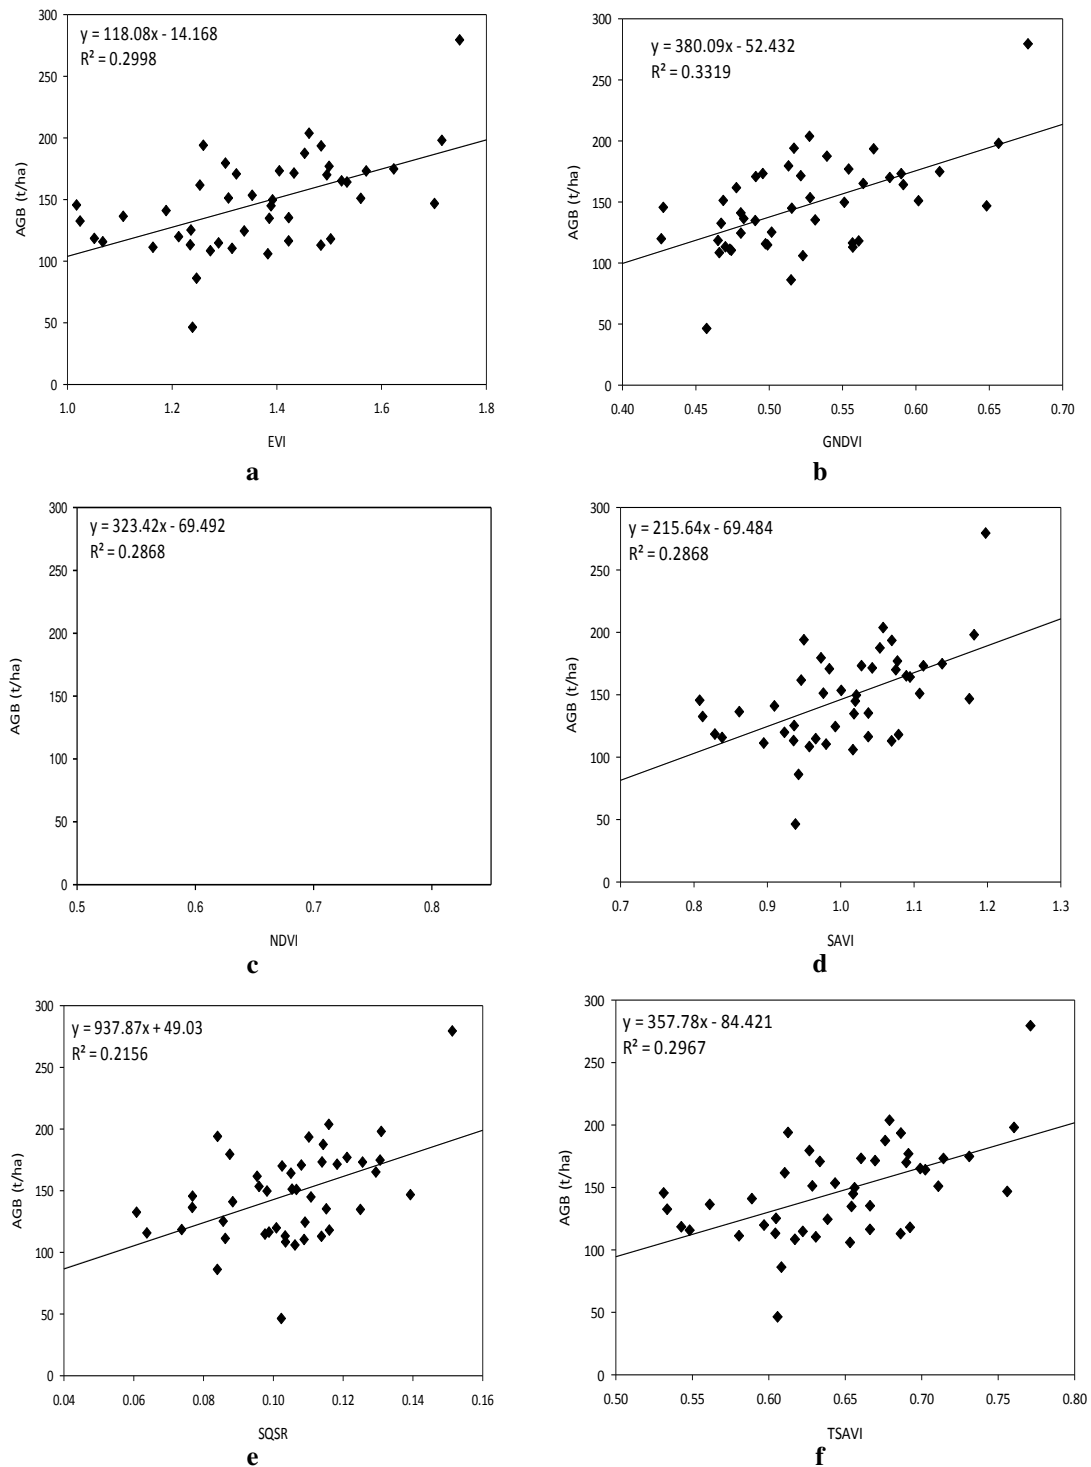 y = 118.08x - 14.168
R² = 0.2998
300
250
200
150
100
50
0
AGB (t/ha)
1.0 1.2 1.4 1.6 1.8
EVI
a
y = 380.09x - 52.432
R² = 0.3319
300
250
200
150
100
50
0
AGB (t/ha)
0.40 0.45 0.50 0.55 0.60 0.65 0.70
GNDVI
b
y = 323.42x - 69.492
R² = 0.2868
300
250
200
150
100
50
0
AGB (t/ha)
0.5 0.6 0.7 0.8
NDVI
c
y = 215.64x - 69.484
R² = 0.2868
300
250
200
150
100
50
0
AGB (t/ha)
0.7 0.8 0.9 1.0 1.1 1.2 1.3
SAVI
d
y = 937.87x + 49.03
R² = 0.2156
300
250
200
150
100
50
0
AGB (t/ha)
0.04 0.06 0.08 0.10 0.12 0.14 0.16
SQSR
e
y = 357.78x - 84.421
R² = 0.2967
300
250
200
150
100
50
0
AGB (t/ha)
0.50 0.55 0.60 0.65 0.70 0.75 0.80
TSAVI
f